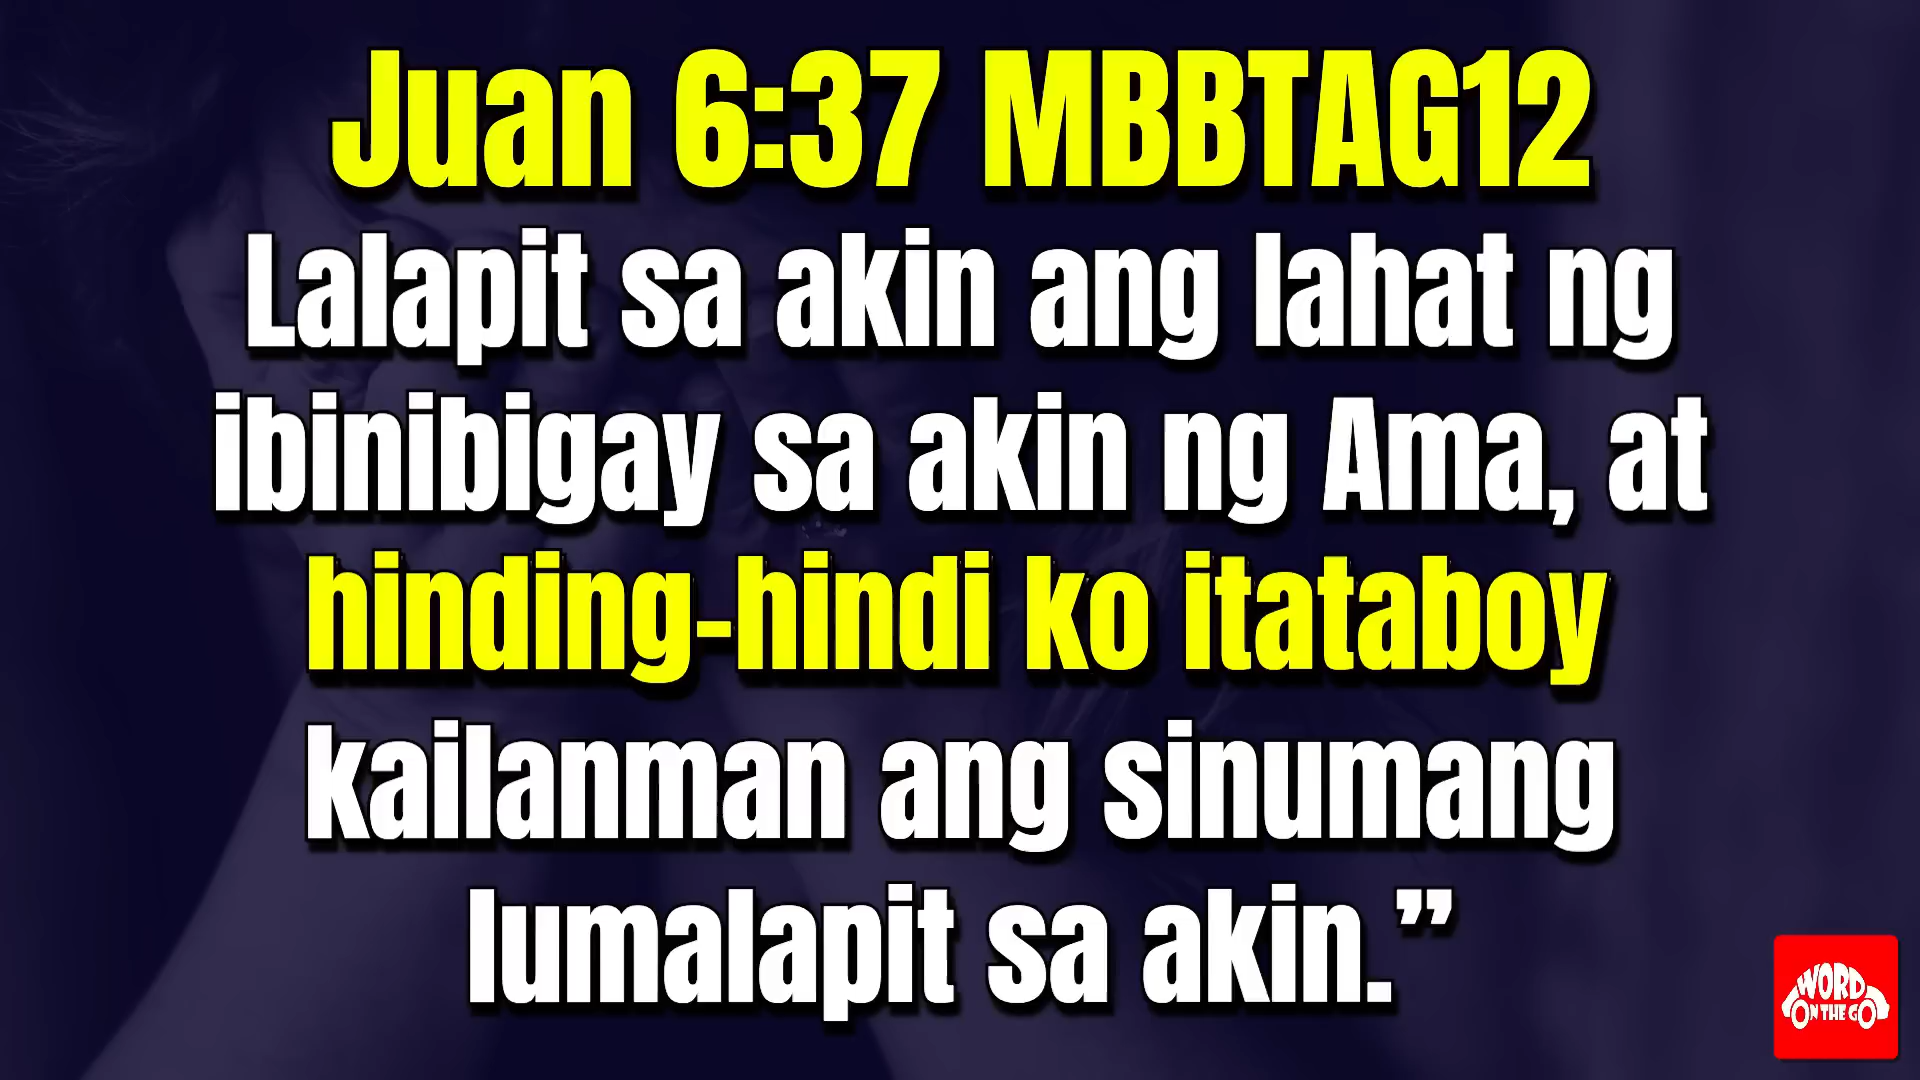 Juan 6:37 MBBTAG12
Lalapit sa akin ang lahat ng
ibinibigay sa akin ng Ama, at
hinding-hindi ko itataboy
kailanman ang sinumang
lumalapit sa akin.”
WORD
ON THE GO